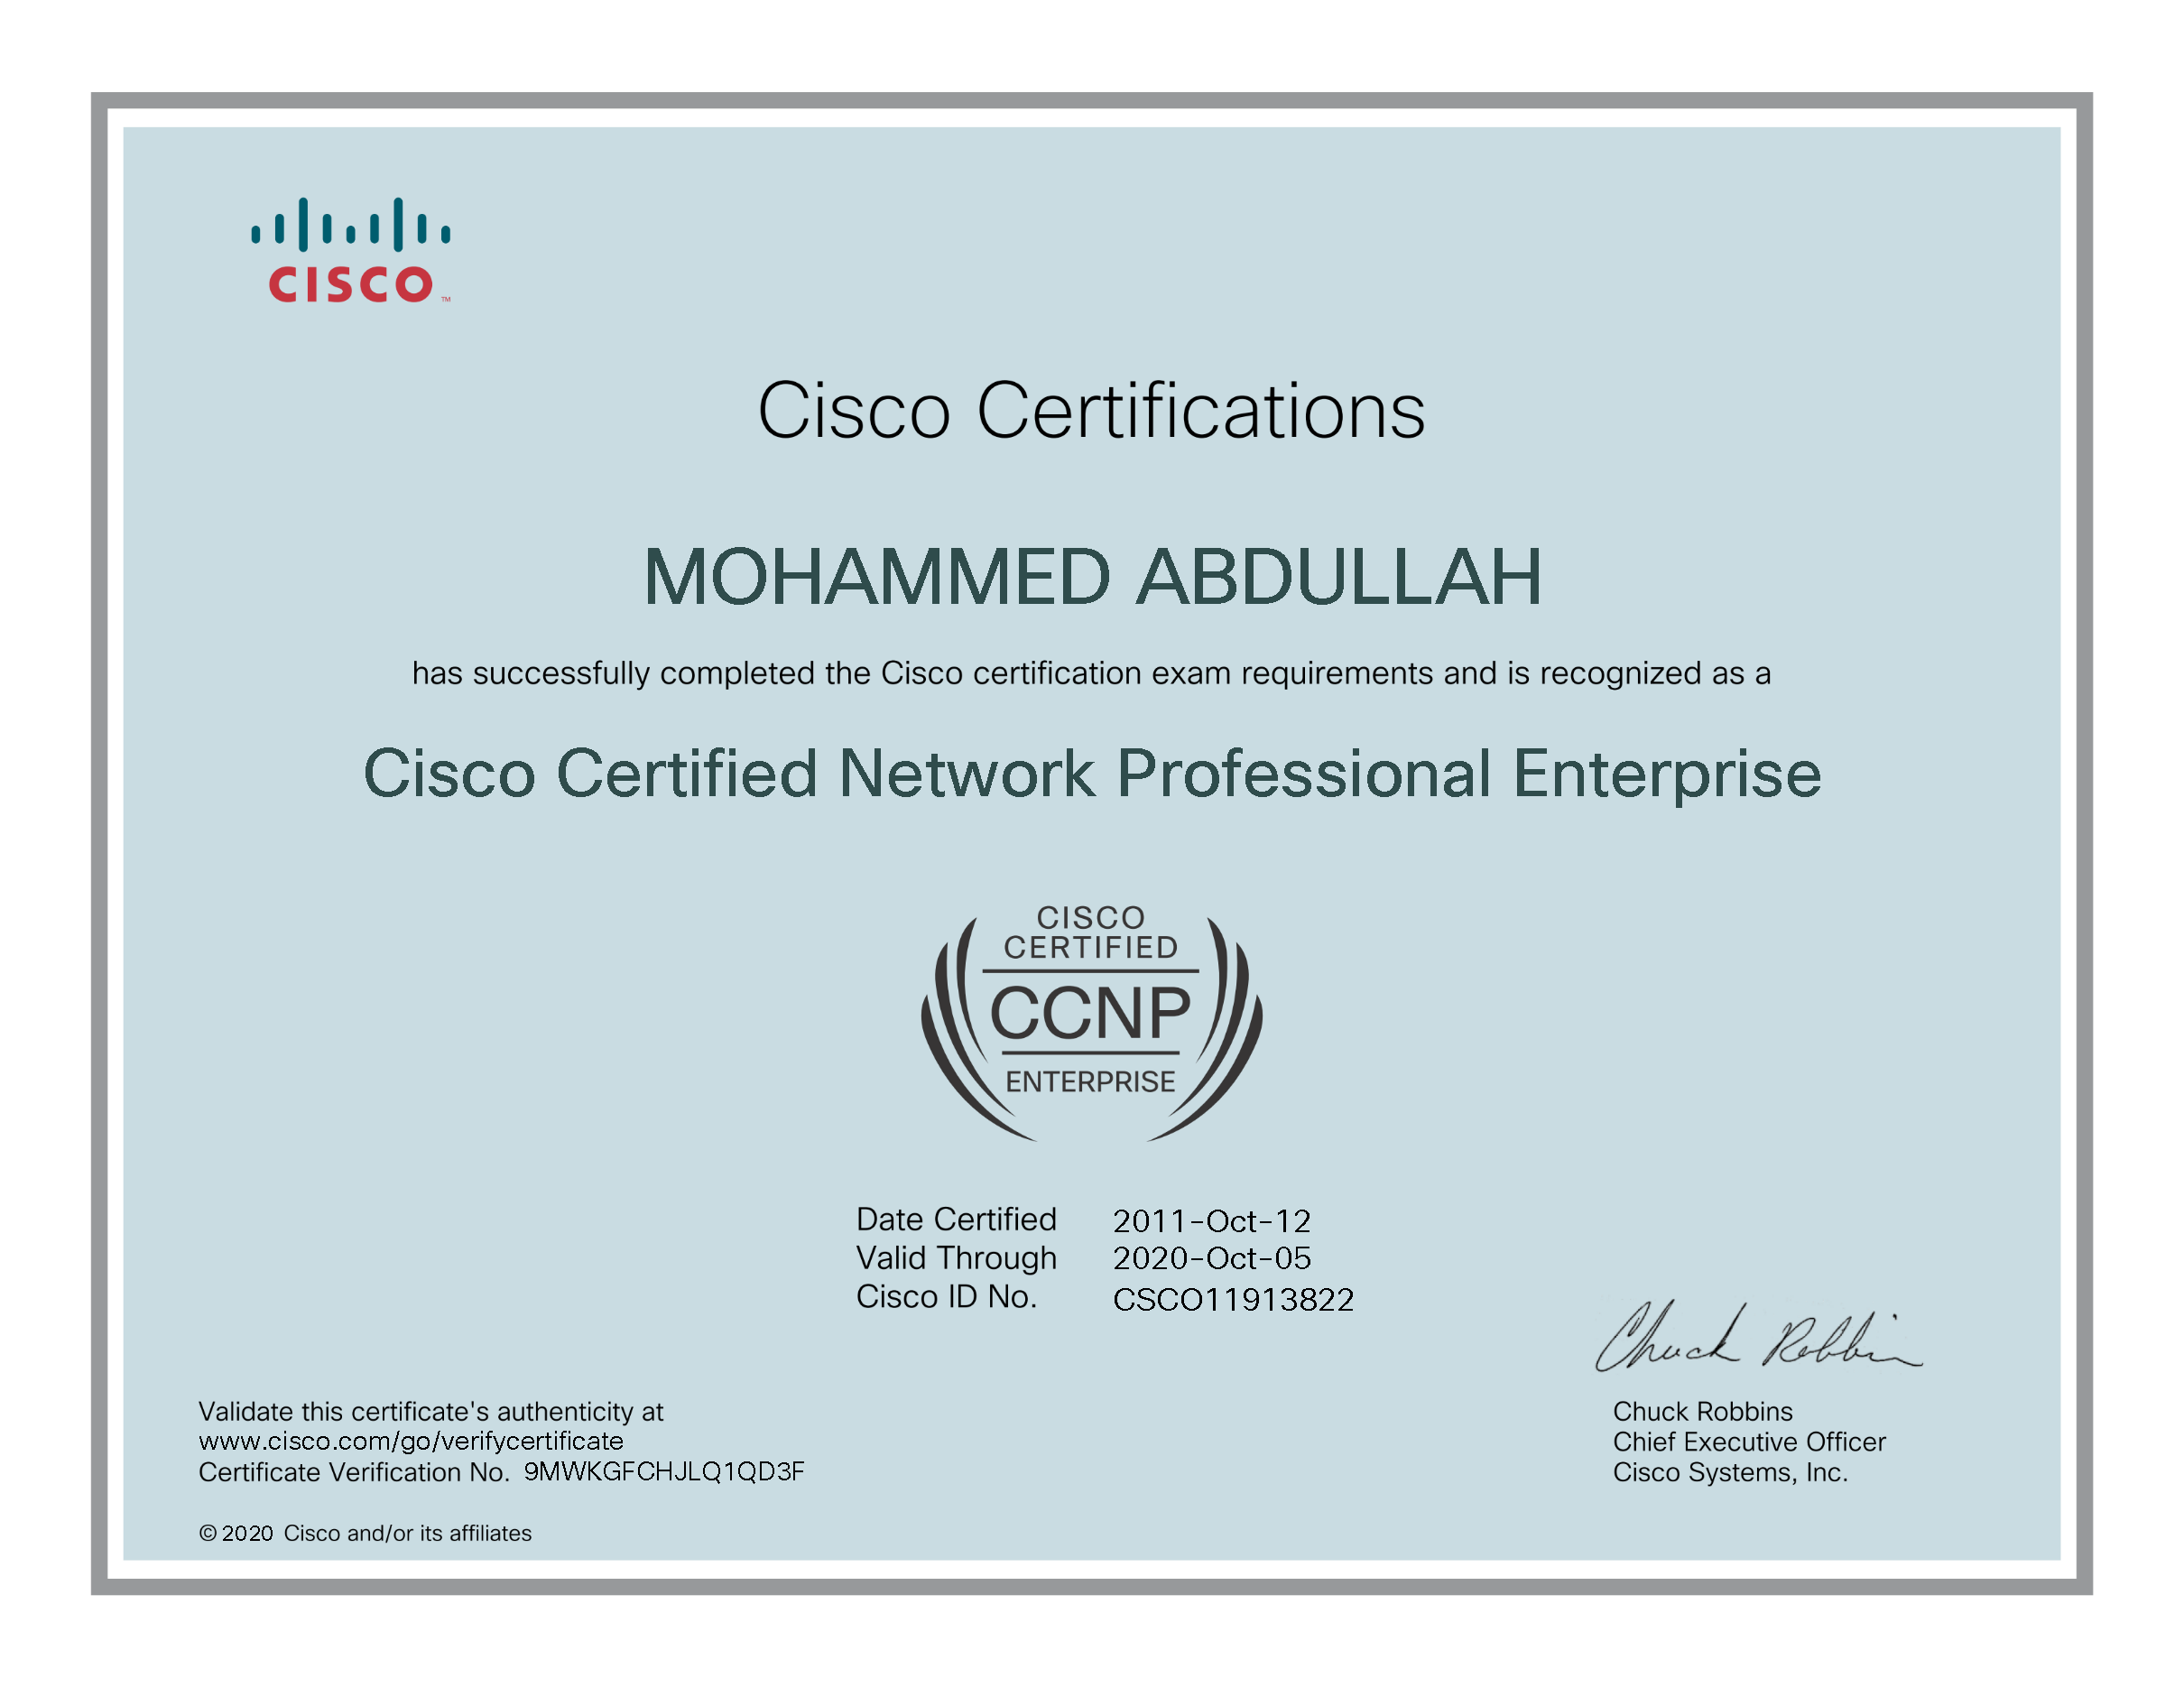 CISCO™
Cisco Certifications
MOHAMMED ABDULLAH
has successfully completed the Cisco certification exam requirements and is recognized as a
Cisco Certified Network Professional Enterprise
CISCO
CERTIFIED
CCNP
ENTERPRISE
Date Certified 2011-Oct-12
Valid Through 2020-Oct-05
Cisco ID No. CSCO11913822
Chuck Robbins
Validate this certificate's authenticity at
www.cisco.com/go/verifycertificate
Certificate Verification No. 9MWKGFCHJLQ1QD3F
© 2020 Cisco and/or its affiliates
Chuck Robbins
Chief Executive Officer
Cisco Systems, Inc.